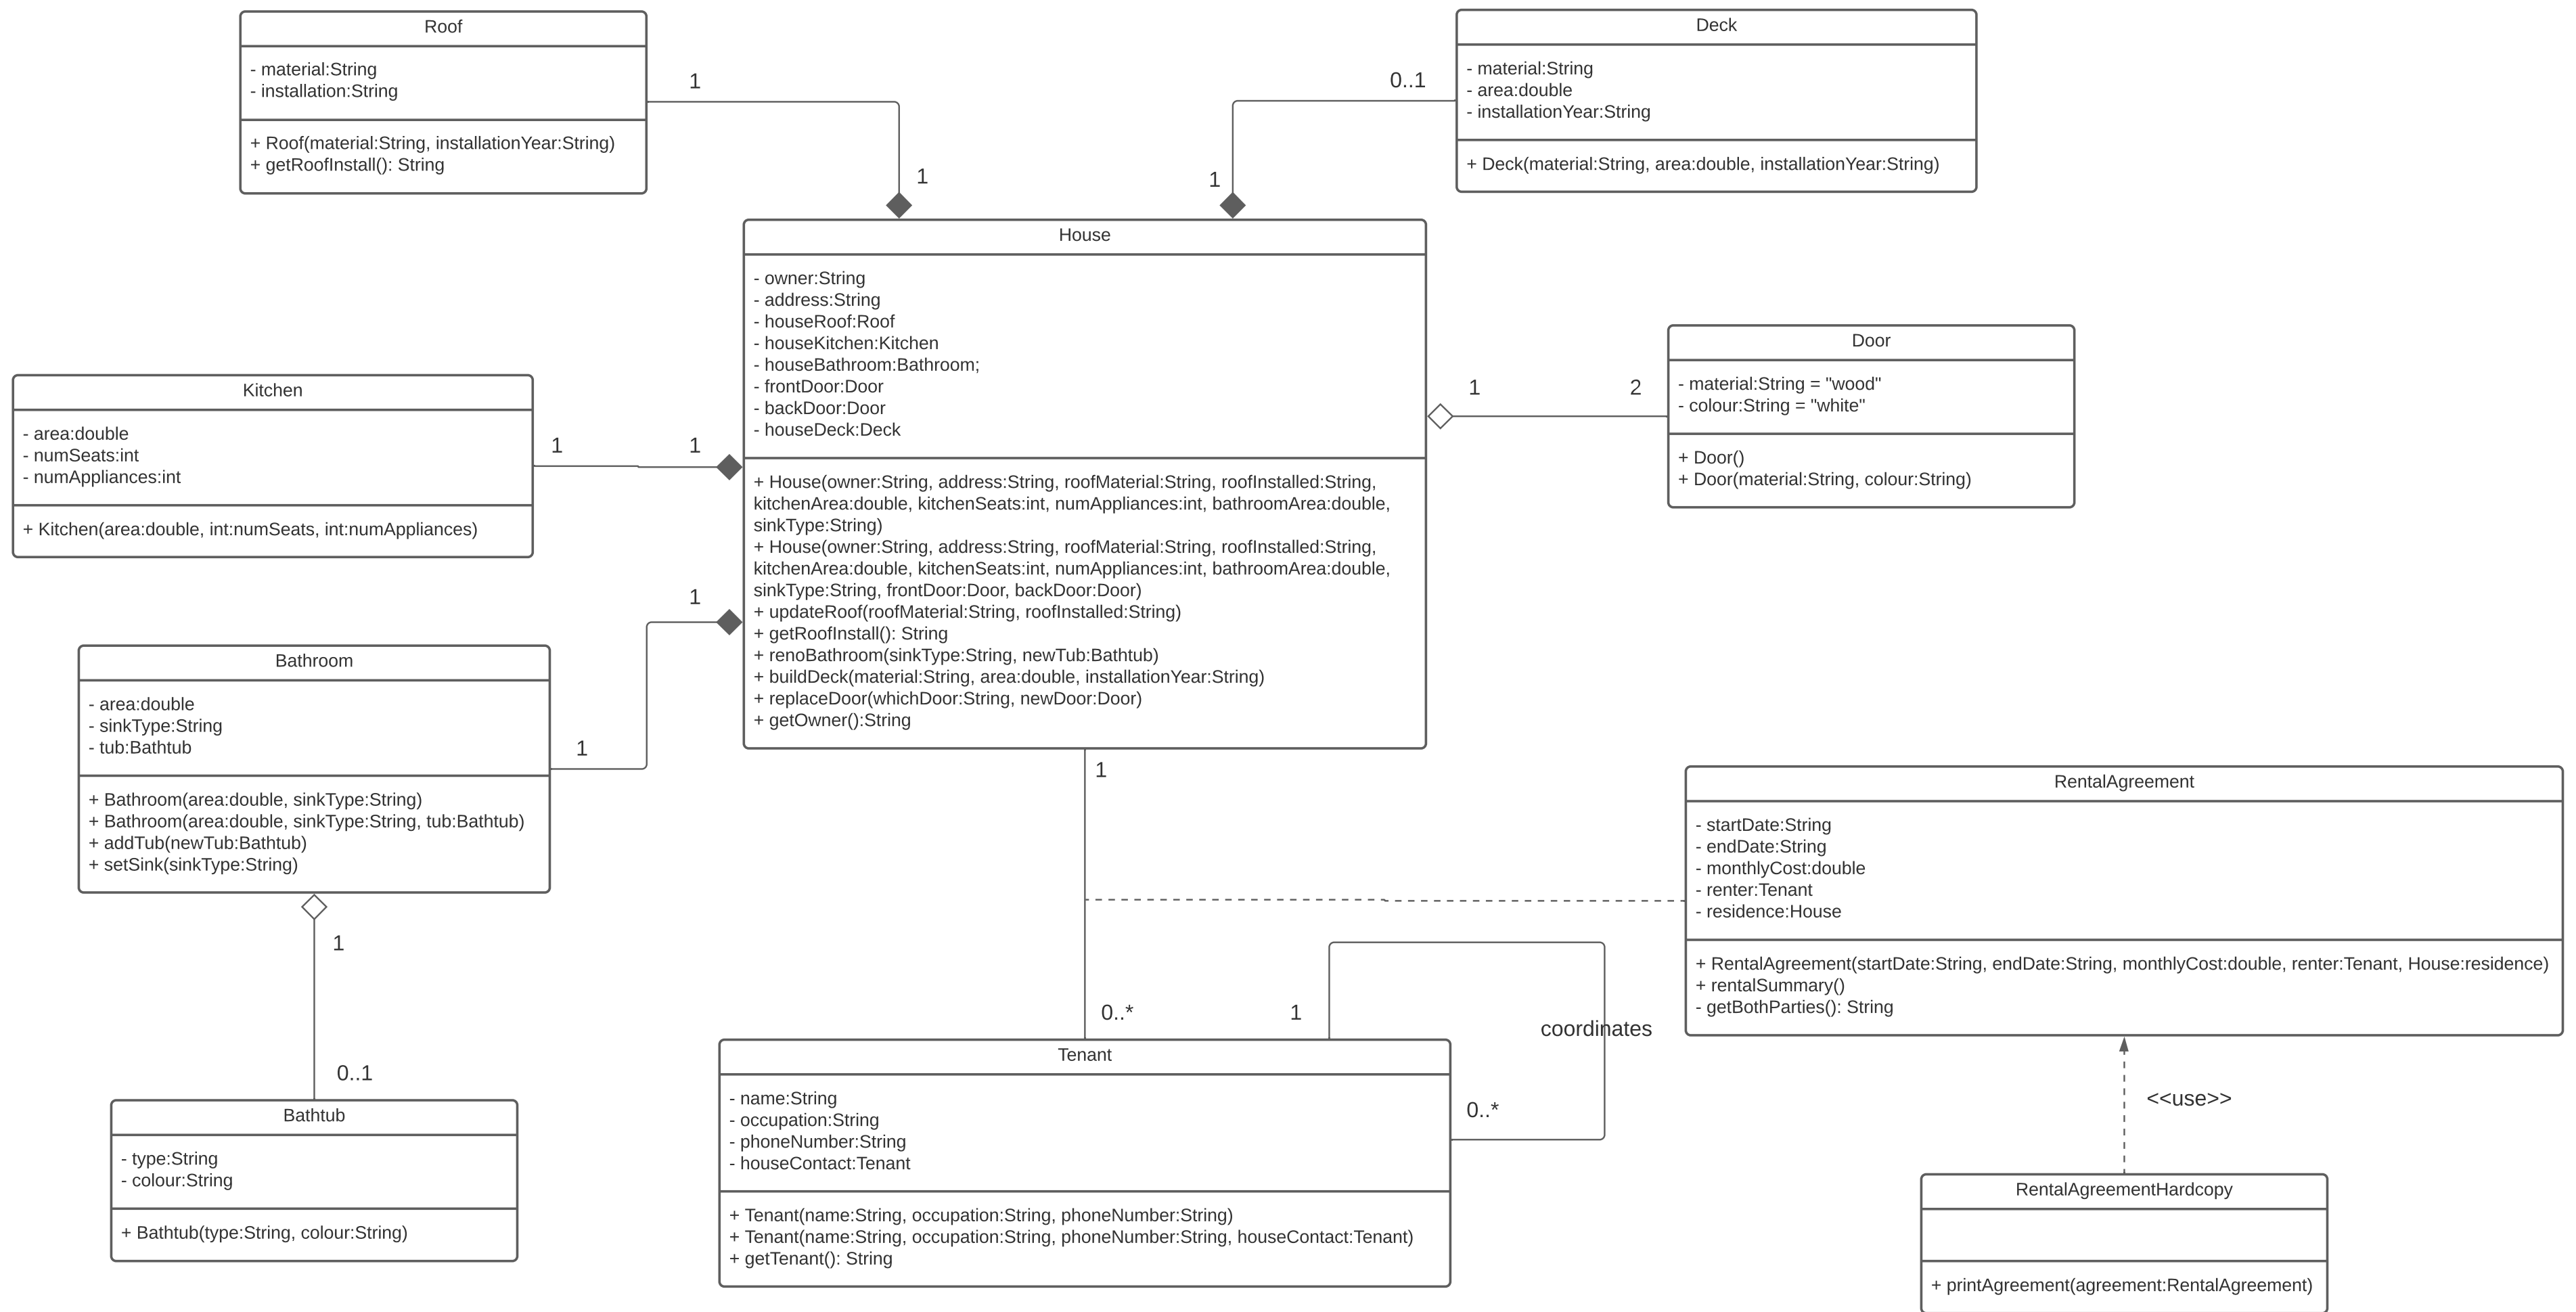 Roof
- material:String
- installation:String
+ Roof(material:String, installationYear:String)
+ getRoofInstall(): String
1
1
Deck
- material:String
- area:double
- installationYear:String
+ Deck(material:String, area:double, installationYear:String)
0..1
1
House
- owner:String
- address:String
- houseRoof:Roof
- houseKitchen:Kitchen
- houseBathroom:Bathroom;
- frontDoor:Door
- backDoor:Door
- houseDeck:Deck
+ House(owner:String, address:String, roofMaterial:String, roofInstalled:String,
kitchenArea:double, kitchenSeats:int, numAppliances:int, bathroomArea:double,
sinkType:String)
+ House(owner:String, address:String, roofMaterial:String, roofInstalled:String,
kitchenArea:double, kitchenSeats:int, numAppliances:int, bathroomArea:double,
sinkType:String, frontDoor:Door, backDoor:Door)
+ updateRoof(roofMaterial:String, roofInstalled:String)
+ getRoofInstall(): String
+ renoBathroom(sinkType:String, newTub:Bathtub)
+ buildDeck(material:String, area:double, installationYear:String)
+ replaceDoor(whichDoor:String, newDoor:Door)
+ getOwner():String
1
2
Door
- material:String = "wood"
- colour:String = "white"
+ Door()
+ Door(material:String, colour:String)
Kitchen
- area:double
- numSeats:int
- numAppliances:int
+ Kitchen(area:double, int:numSeats, int:numAppliances)
1
1
1
Bathroom
- area:double
- sinkType:String
- tub:Bathtub
+ Bathroom(area:double, sinkType:String)
+ Bathroom(area:double, sinkType:String, tub:Bathtub)
+ addTub(newTub:Bathtub)
+ setSink(sinkType:String)
1
1
0..1
Bathtub
- type:String
- colour:String
+ Bathtub(type:String, colour:String)
1
0..*
1
coordinates
0..*
Tenant
- name:String
- occupation:String
- phoneNumber:String
- houseContact:Tenant
+ Tenant(name:String, occupation:String, phoneNumber:String)
+ Tenant(name:String, occupation:String, phoneNumber:String, houseContact:Tenant)
+ getTenant(): String
RentalAgreement
- startDate:String
- endDate:String
- monthlyCost:double
- renter:Tenant
- residence:House
+ RentalAgreement(startDate:String, endDate:String, monthlyCost:double, renter:Tenant, House:residence)
+ rentalSummary()
- getBothParties(): String
<<use>>
RentalAgreementHardcopy
+ printAgreement(agreement:RentalAgreement)